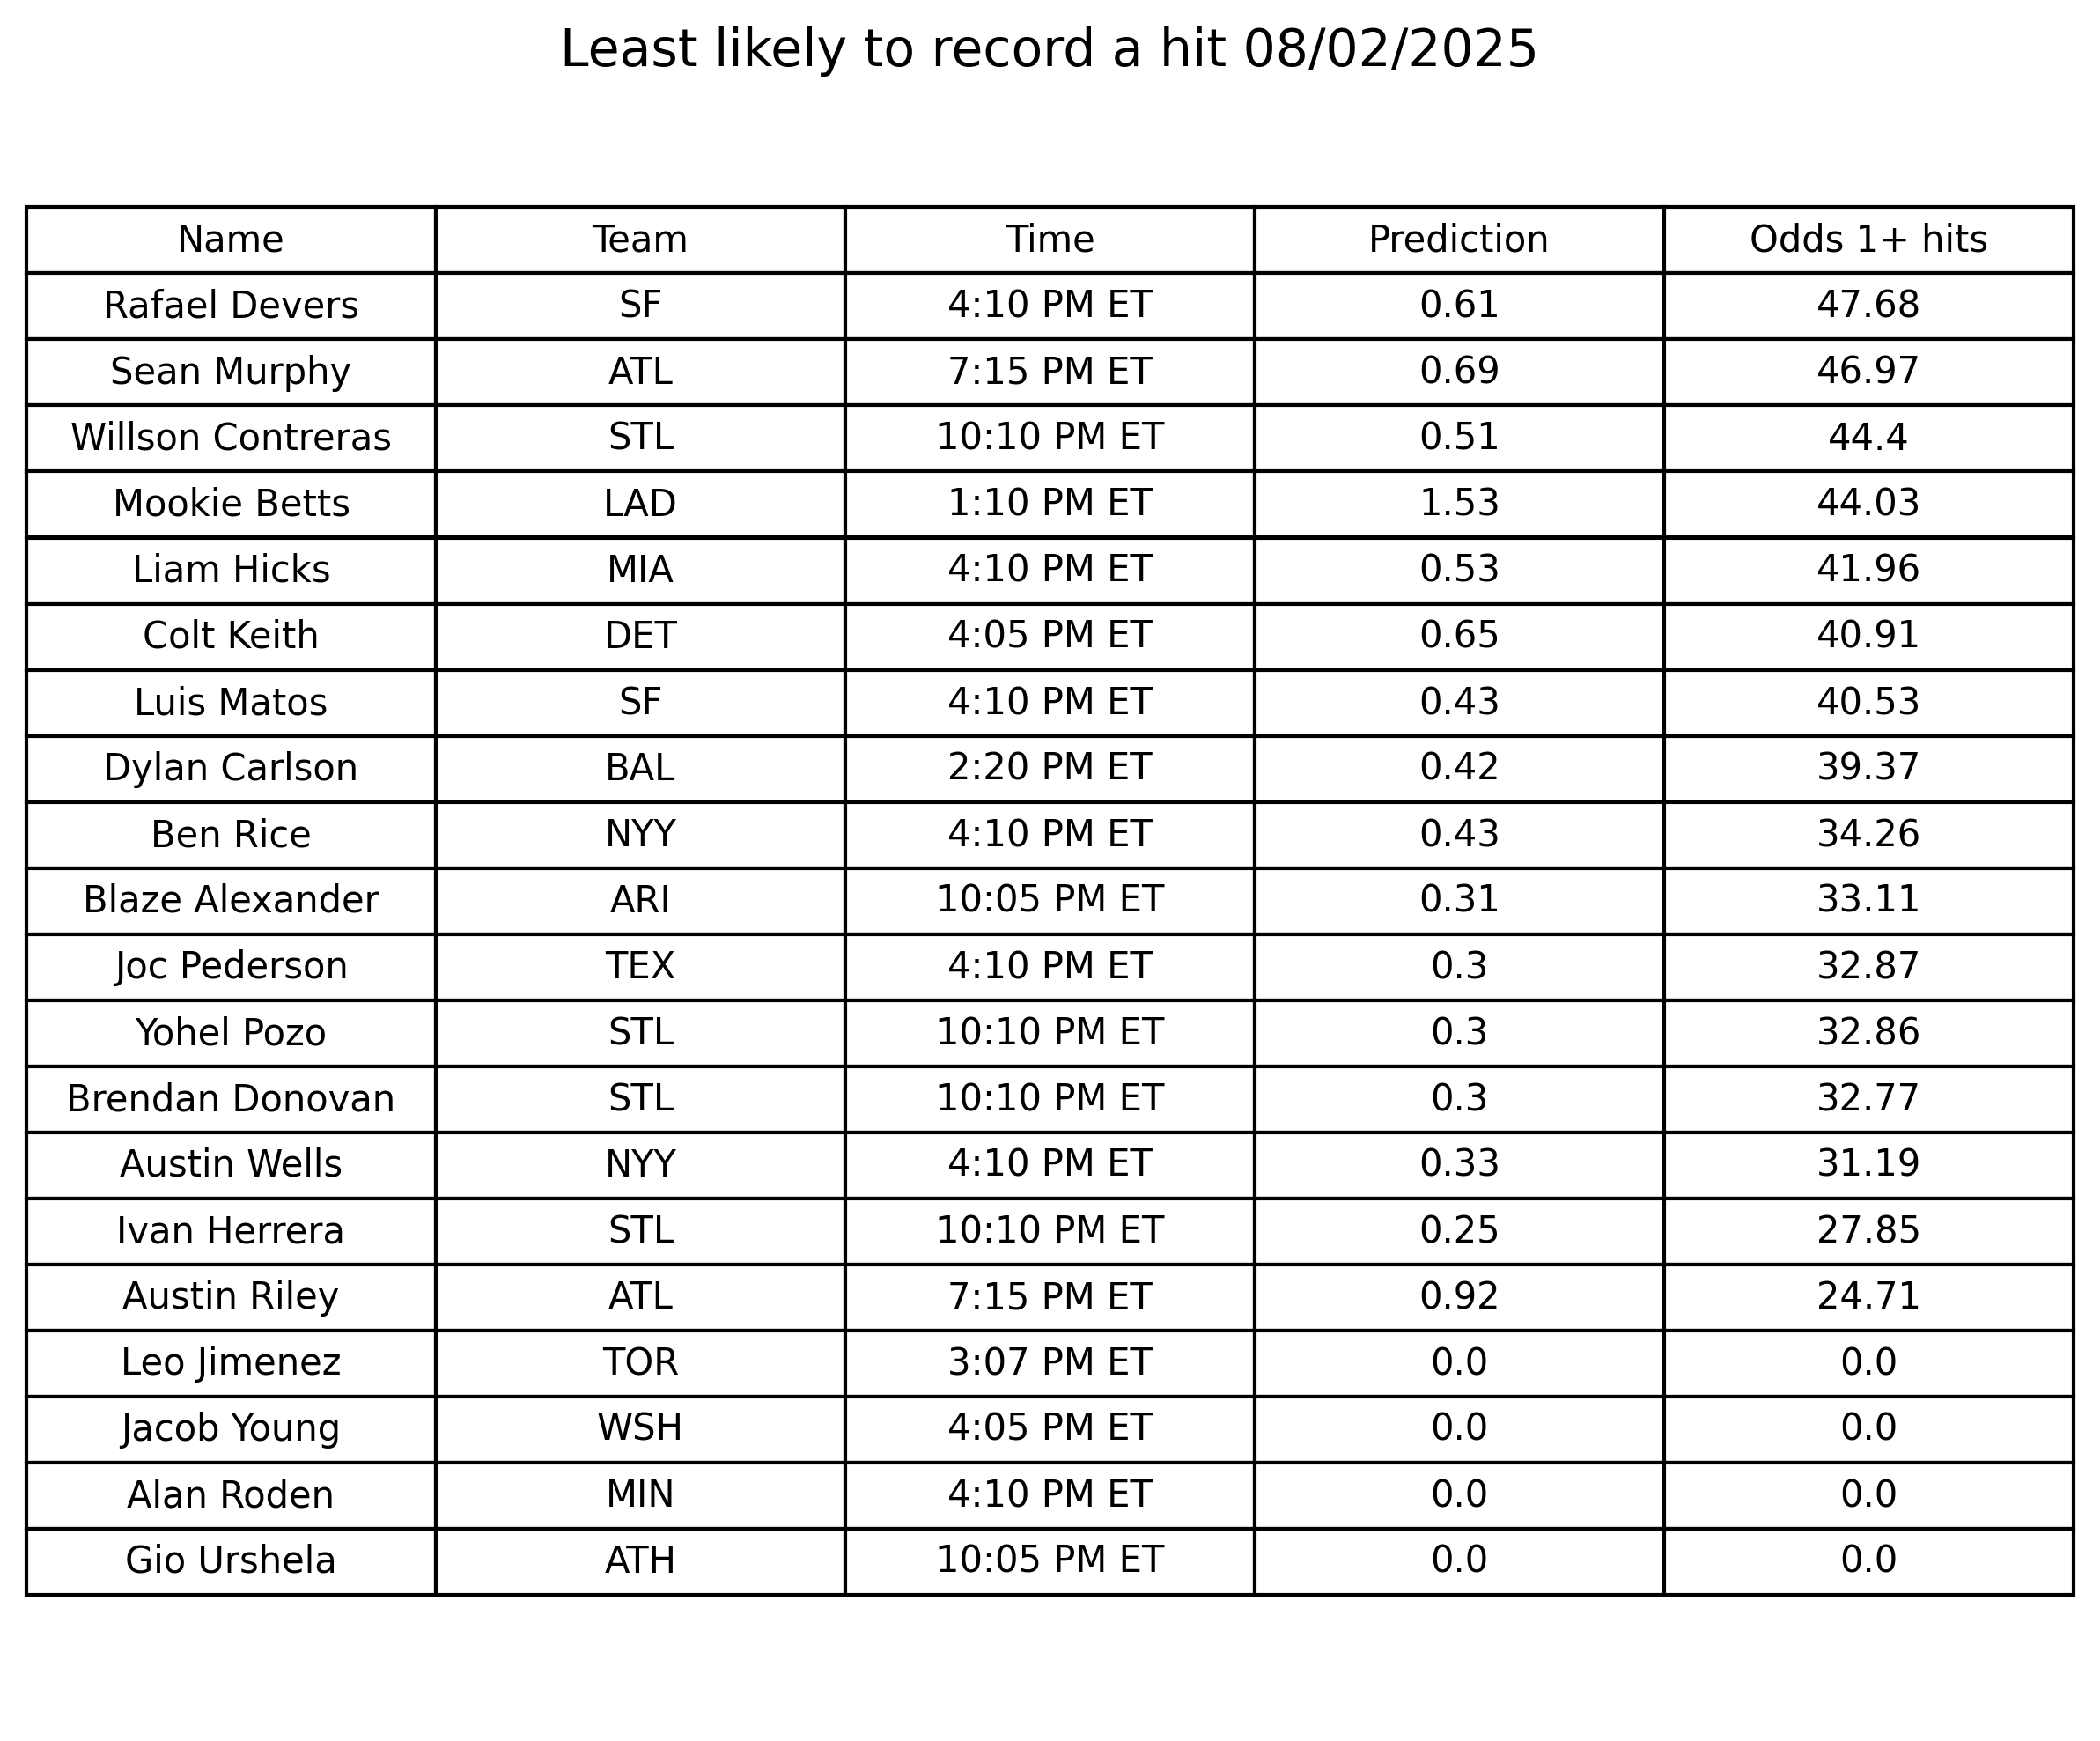 Least likely to record a hit 08/02/2025
Name Team Time Prediction Odds 1+ hits
Rafael Devers SF 4:10 PM ET 0.61 47.68
Sean Murphy ATL 7:15 PM ET 0.69 46.97
Willson Contreras STL 10:10 PM ET 0.51 44.4
Mookie Betts LAD 1:10 PM ET 1.53 44.03
Liam Hicks MIA 4:10 PM ET 0.53 41.96
Colt Keith DET 4:05 PM ET 0.65 40.91
Luis Matos SF 4:10 PM ET 0.43 40.53
Dylan Carlson BAL 2:20 PM ET 0.42 39.37
Ben Rice NYY 4:10 PM ET 0.43 34.26
Blaze Alexander ARI 10:05 PM ET 0.31 33.11
Joc Pederson TEX 4:10 PM ET 0.3 32.87
Yohel Pozo STL 10:10 PM ET 0.3 32.86
Brendan Donovan STL 10:10 PM ET 0.3 32.77
Austin Wells NYY 4:10 PM ET 0.33 31.19
Ivan Herrera STL 10:10 PM ET 0.25 27.85
Austin Riley ATL 7:15 PM ET 0.92 24.71
Leo Jimenez TOR 3:07 PM ET 0.0 0.0
Jacob Young WSH 4:05 PM ET 0.0 0.0
Alan Roden MIN 4:10 PM ET 0.0 0.0
Gio Urshela ATH 10:05 PM ET 0.0 0.0